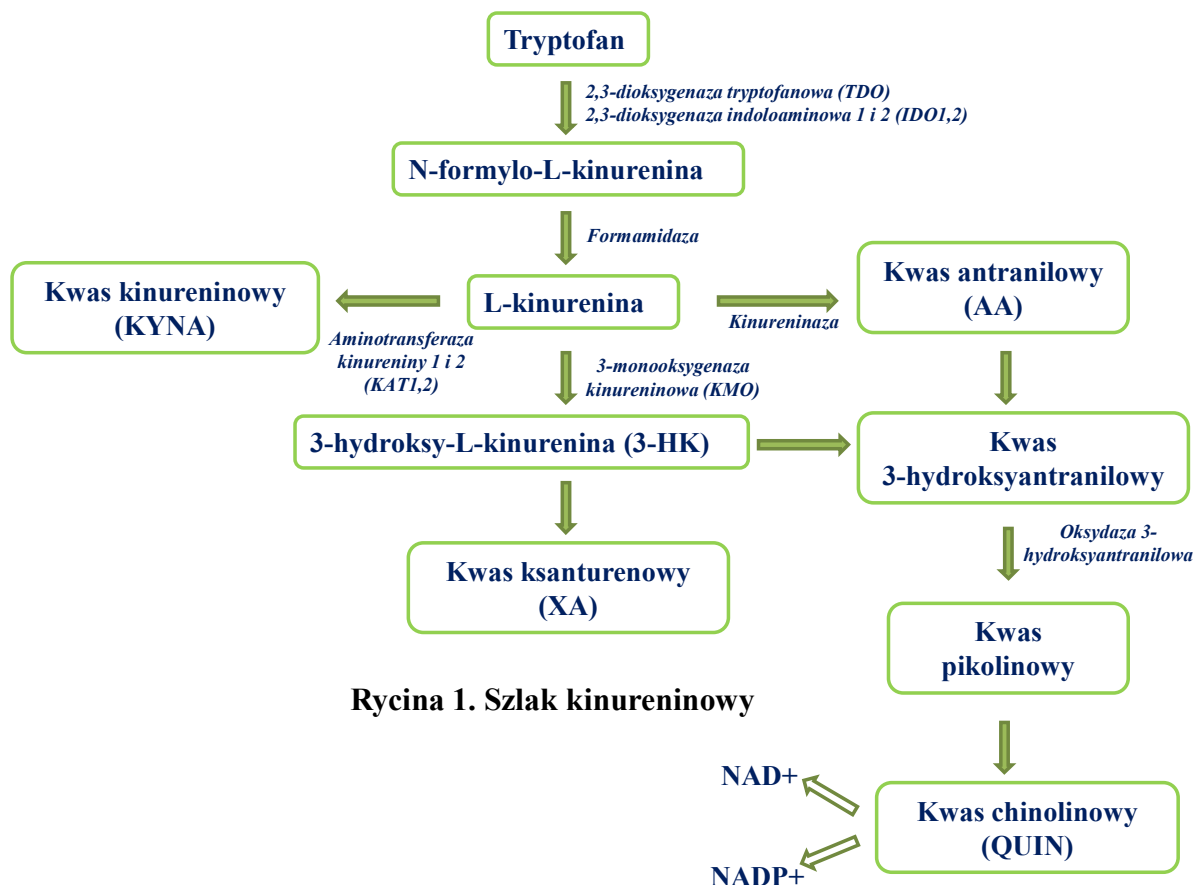 Tryptofan
2,3-dioksygenaza tryptofanowa (TDO)
2,3-dioksygenaza indoloaminowa 1 i 2 (IDO1,2)
N-formylo-L-kinurenina
Formamidaza
Kwas kinureninowy
(KYNA)
L-kinurenina
Kwas antranilowy
(AA)
Aminotransferaza
kinureniny 1 i 2
(KAT1,2)
Kinureninaza
3-monooksygenaza
kinureninowa (KMO)
3-hydroksy-L-kinurenina (3-HK)
Kwas
3-hydroksyantranilowy
Oksydaza 3-
hydroksyantranilowa
Kwas ksanturenowy
(XA)
Kwas
pikolinowy
Rycina 1. Szlak kinureninowy
NAD+
Kwas chinolinowy
(QUIN)
NADP+